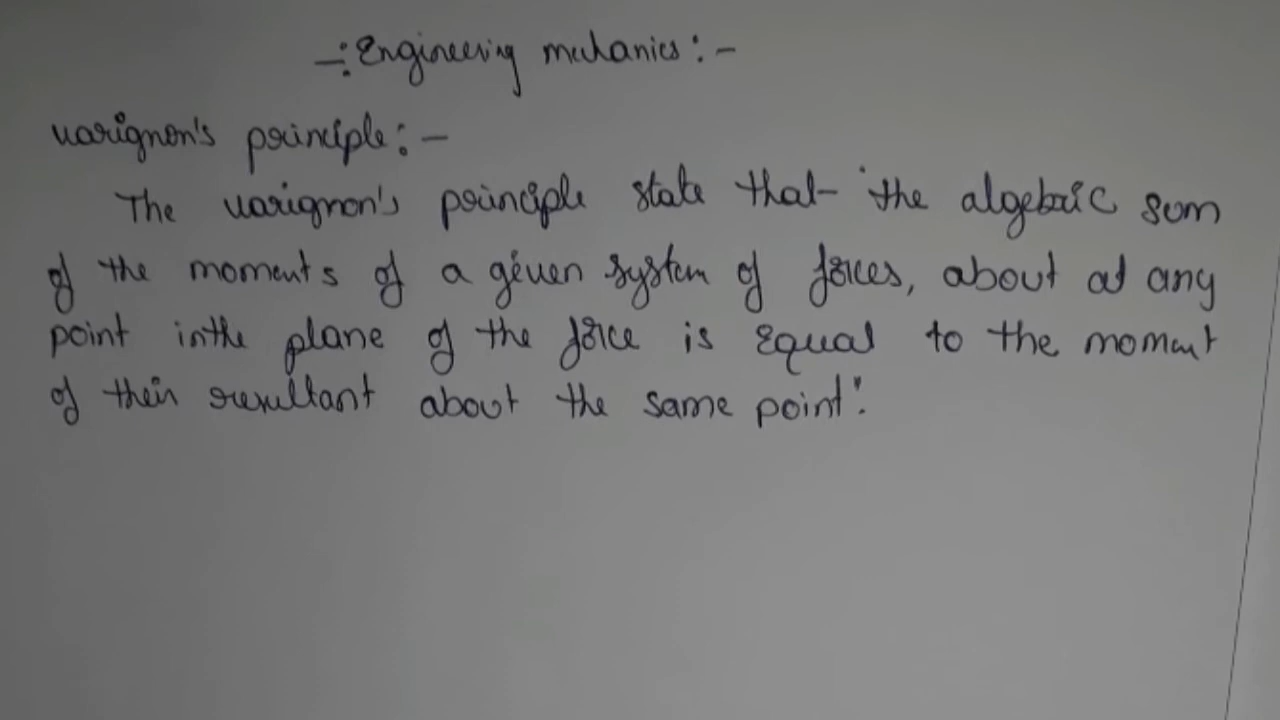 -: Engineering mechanics :-
varignon's principle :-
The varignon's principle state that "the algebraic sum
of the moments of a given system of forces, about at any
point in the plane of the force is equal to the moment
of their resultant about the same point".